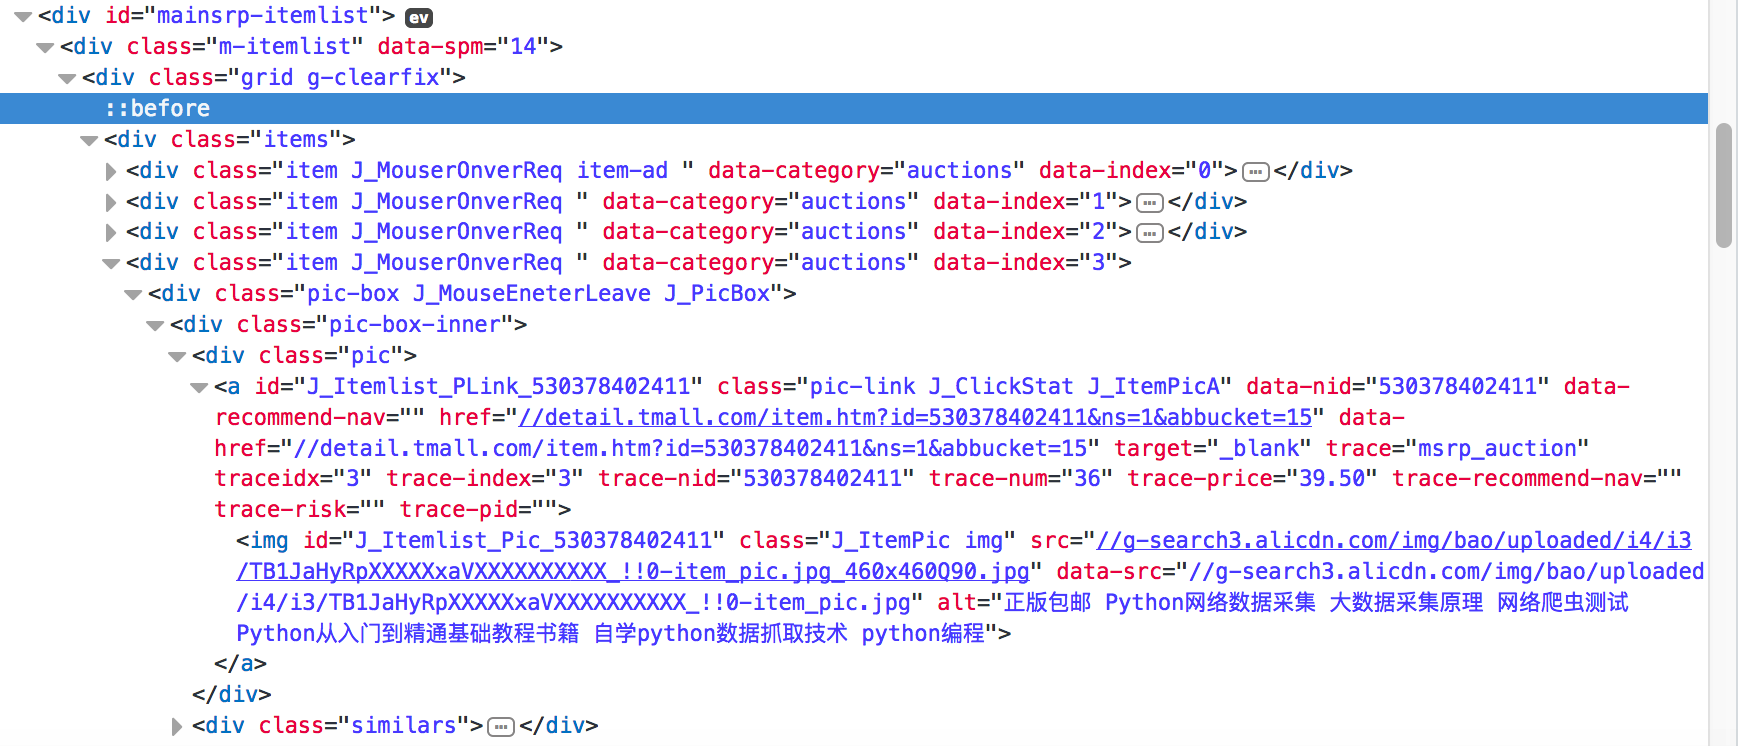 <div id="mainsrp-itemlist"> ev
<div class="m-itemlist" data-spm="14">
<div class="grid g-clearfix">
::before
<div class="items">
<div class="item J_MouserOnverReq item-ad " data-category="auctions" data-index="0">…</div>
<div class="item J_MouserOnverReq " data-category="auctions" data-index="1">…</div>
<div class="item J_MouserOnverReq " data-category="auctions" data-index="2">…</div>
<div class="item J_MouserOnverReq " data-category="auctions" data-index="3">
<div class="pic-box J_MouseEneterLeave J_PicBox">
<div class="pic-box-inner">
<div class="pic">
<a id="J_Itemlist_PLink_530378402411" class="pic-link J_ClickStat J_ItemPicA" data-nid="530378402411" data-
recommend-nav="" href="//detail.tmall.com/item.htm?id=530378402411&ns=1&abbucket=15" data-
href="//detail.tmall.com/item.htm?id=530378402411&ns=1&abbucket=15" target="_blank" trace="msrp_auction"
traceidx="3" trace-index="3" trace-nid="530378402411" trace-num="36" trace-price="39.50" trace-recommend-nav=""
trace-risk="" trace-pid="">
<img id="J_Itemlist_Pic_530378402411" class="J_ItemPic img" src="//g-search3.alicdn.com/img/bao/uploaded/i4/i3
/TB1JaHyRpXXXXXxaVXXXXXXXXXX_!!0-item_pic.jpg_460x460Q90.jpg" data-src="//g-search3.alicdn.com/img/bao/uploaded
/i4/i3/TB1JaHyRpXXXXXxaVXXXXXXXXXX_!!0-item_pic.jpg" alt="正版包邮 Python网络数据采集 大数据采集原理 网络爬虫测试
Python从入门到精通基础教程书籍 自学python数据抓取技术 python编程">
</a>
</div>
<div class="similars">…</div>